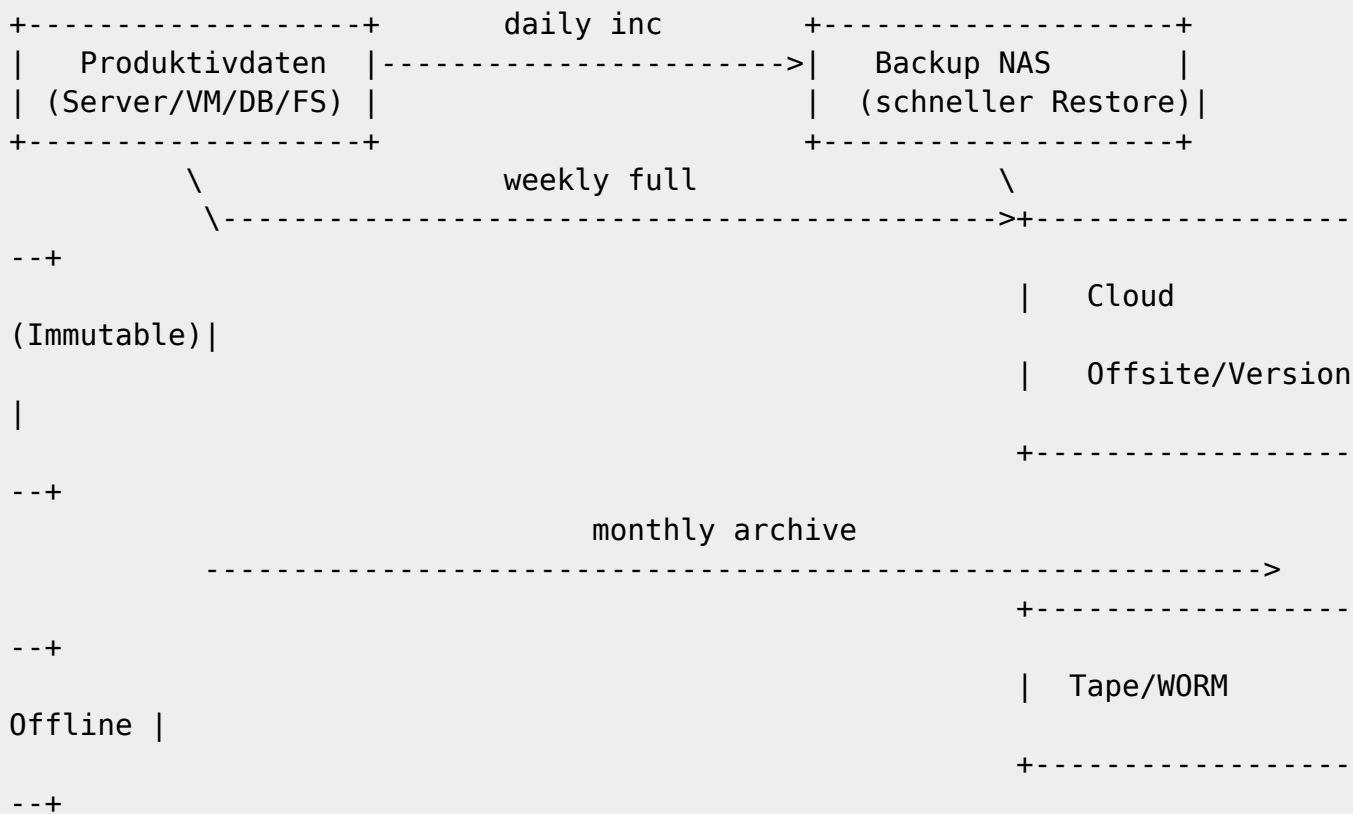 +-------------------+       daily inc        +--------------------+
|   Produktivdaten  |----------------------->|   Backup NAS       |
| (Server/VM/DB/FS) |                        |  (schneller Restore)|
+-------------------+                        +--------------------+
          \                 weekly full                 \
           \-------------------------------------------->+------------------
--+
                                                         |   Cloud
(Immutable)|
                                                         |   Offsite/Version
|
                                                         +------------------
--+
                                 monthly archive
           ------------------------------------------------------------>
                                                         +------------------
--+
                                                         |  Tape/WORM
Offline |
                                                         +------------------
--+